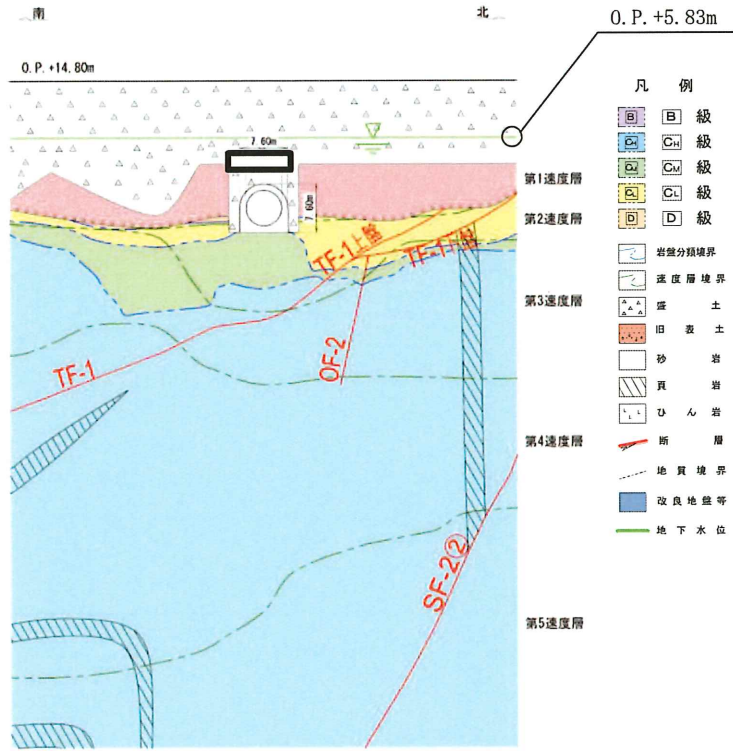 南
北
O.P.+5.83m
O.P.+14.80m
7.60m
7.60m
第1速度層
第2速度層
第3速度層
第4速度層
第5速度層
TF-1上盤
TF-1
OF-2
SF-2②
凡 例
B B 級
CH CH 級
CM CM 級
CL CL 級
D D 級
岩盤分類境界
速度層境界
盛 土
旧 表 土
砂 岩
頁 岩
ひ ん 岩
断 層
地 質 境 界
改 良 地 盤 等
地 下 水 位